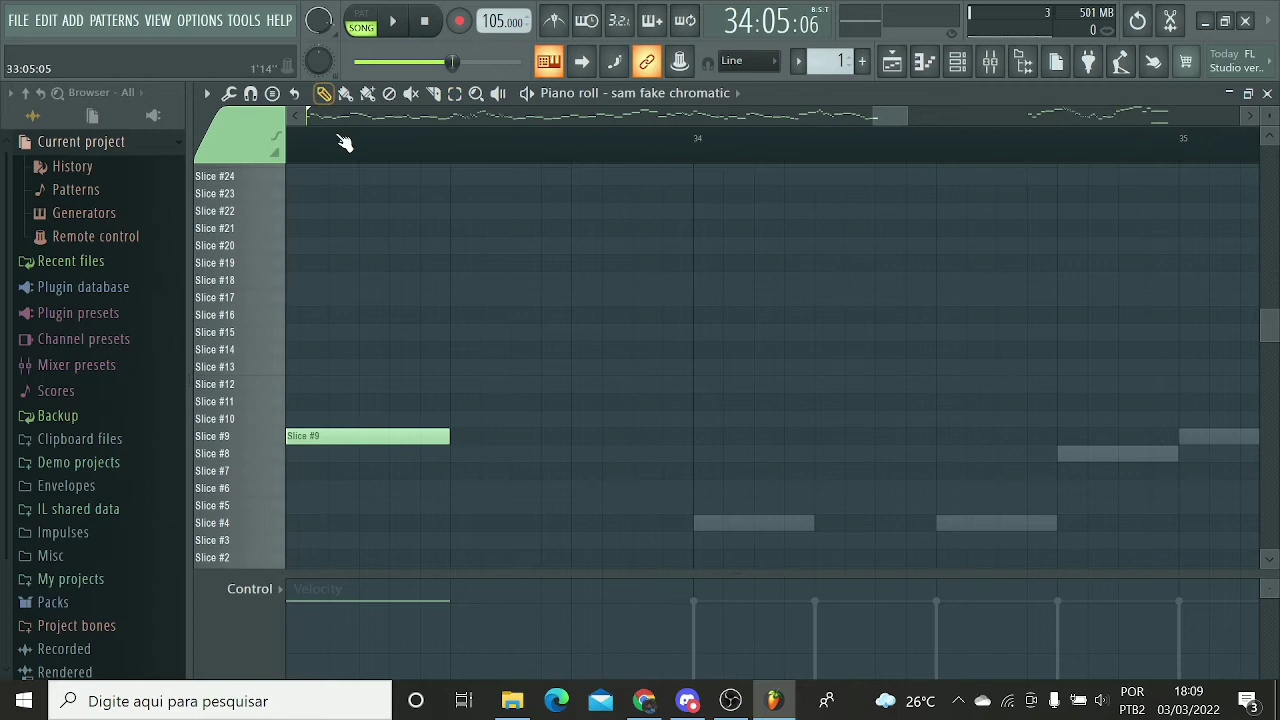 FILE EDIT ADD PATTERNS VIEW OPTIONS TOOLS HELP
33:05:05 1'14"
PAT
SONG
105.000
3.2..
34:05:06
B:S:T
3
501 MB
0
Line
1
Today FL
Studio ver..
Browser - All
Piano roll - sam fake chromatic
Current project
History
Patterns
Generators
Remote control
Recent files
Plugin database
Plugin presets
Channel presets
Mixer presets
Scores
Backup
Clipboard files
Demo projects
Envelopes
IL shared data
Impulses
Misc
My projects
Packs
Project bones
Recorded
Rendered
34
35
Slice #24
Slice #23
Slice #22
Slice #21
Slice #20
Slice #19
Slice #18
Slice #17
Slice #16
Slice #15
Slice #14
Slice #13
Slice #12
Slice #11
Slice #10
Slice #9
Slice #9
Slice #8
Slice #7
Slice #6
Slice #5
Slice #4
Slice #3
Slice #2
Control
Velocity
Digite aqui para pesquisar
26°C
POR
PTB2
18:09
03/03/2022
3